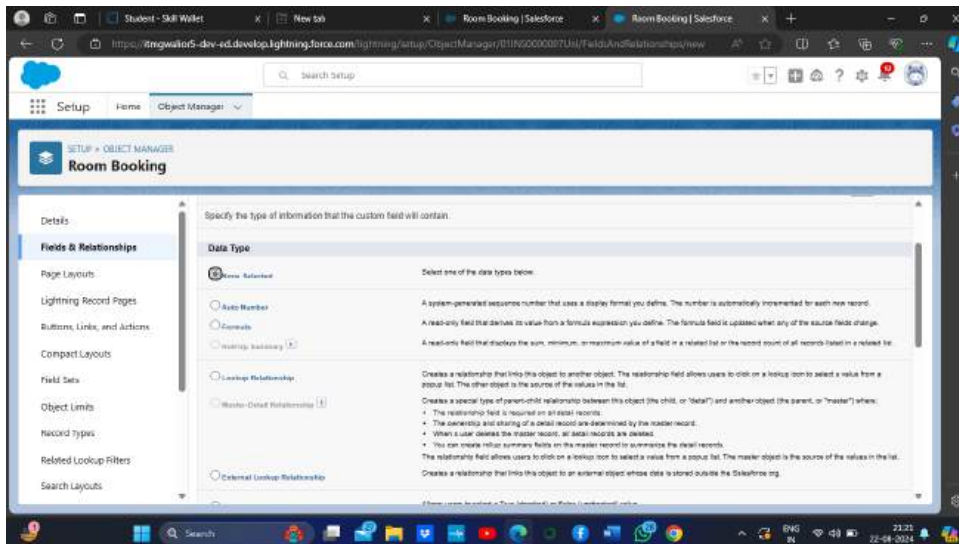 Student - Skill Wallet
New tab
Room Booking | Salesforce
Room Booking | Salesforce
https://itmgwalior5-dev-ed.develop.lightning.force.com/lightning/setup/ObjectManager/01INS0000007UnI/FieldsAndRelationships/new
Search Setup
Setup
Home
Object Manager
SETUP > OBJECT MANAGER
Room Booking
Details
Fields & Relationships
Page Layouts
Lightning Record Pages
Buttons, Links, and Actions
Compact Layouts
Field Sets
Object Limits
Record Types
Related Lookup Filters
Search Layouts
Specify the type of information that the custom field will contain.
Data Type
None Selected
Select one of the data types below.
Auto Number
A system-generated sequence number that uses a display format you define. The number is automatically incremented for each new record.
Formula
A read-only field that derives its value from a formula expression you define. The formula field is updated when any of the source fields change.
Roll-Up Summary
A read-only field that displays the sum, minimum, or maximum value of a field in a related list or the record count of all records listed in a related list.
Lookup Relationship
Creates a relationship that links this object to another object. The relationship field allows users to click on a lookup icon to select a value from a
popup list. The other object is the source of the values in the list.
Master-Detail Relationship
Creates a special type of parent-child relationship between this object (the child, or "detail") and another object (the parent, or "master") where:
• The relationship field is required on all detail records.
• The ownership and sharing of a detail record are determined by the master record.
• When a user deletes the master record, all detail records are deleted.
• You can create rollup summary fields on the master record to summarize the detail records.
The relationship field allows users to click on a lookup icon to select a value from a popup list. The master object is the source of the values in the list.
External Lookup Relationship
Creates a relationship that links this object to an external object whose data is stored outside the Salesforce org.
Search
ENG
IN
21:21
22-08-2024